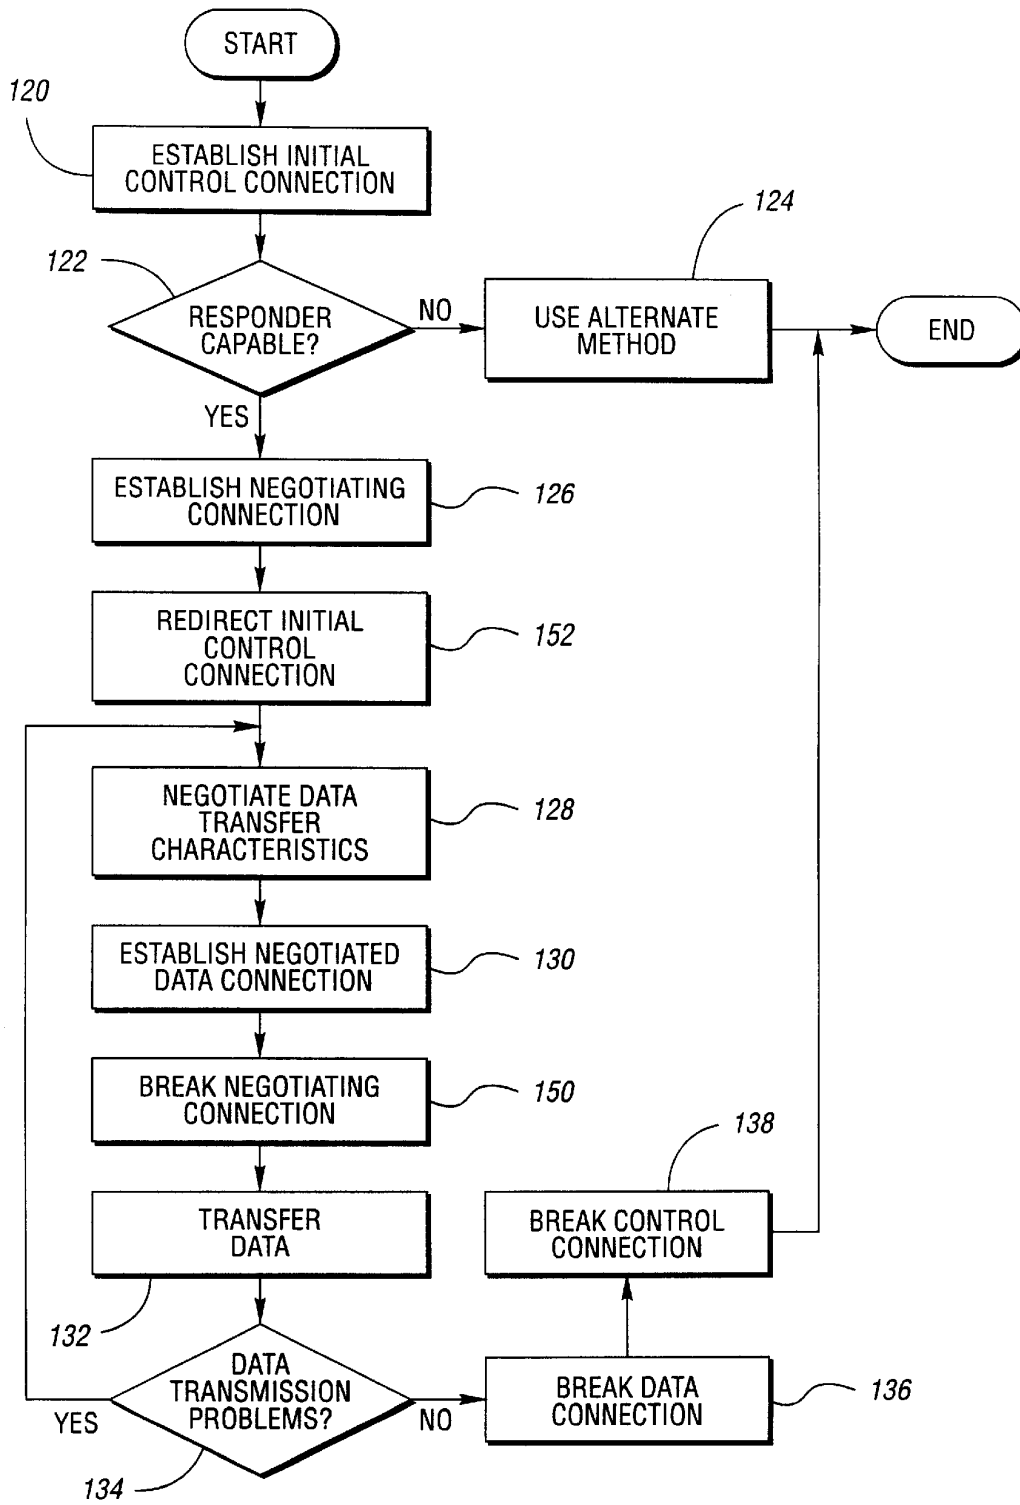 START
120
ESTABLISH INITIAL
CONTROL CONNECTION
124
122
RESPONDER
CAPABLE?
NO
USE ALTERNATE
METHOD
END
YES
ESTABLISH NEGOTIATING
CONNECTION
126
REDIRECT INITIAL
CONTROL
CONNECTION
152
NEGOTIATE DATA
TRANSFER
CHARACTERISTICS
128
ESTABLISH NEGOTIATED
DATA CONNECTION
130
BREAK NEGOTIATING
CONNECTION
150
138
TRANSFER
DATA
BREAK CONTROL
CONNECTION
132
DATA
TRANSMISSION
PROBLEMS?
YES
NO
BREAK DATA
CONNECTION
136
134